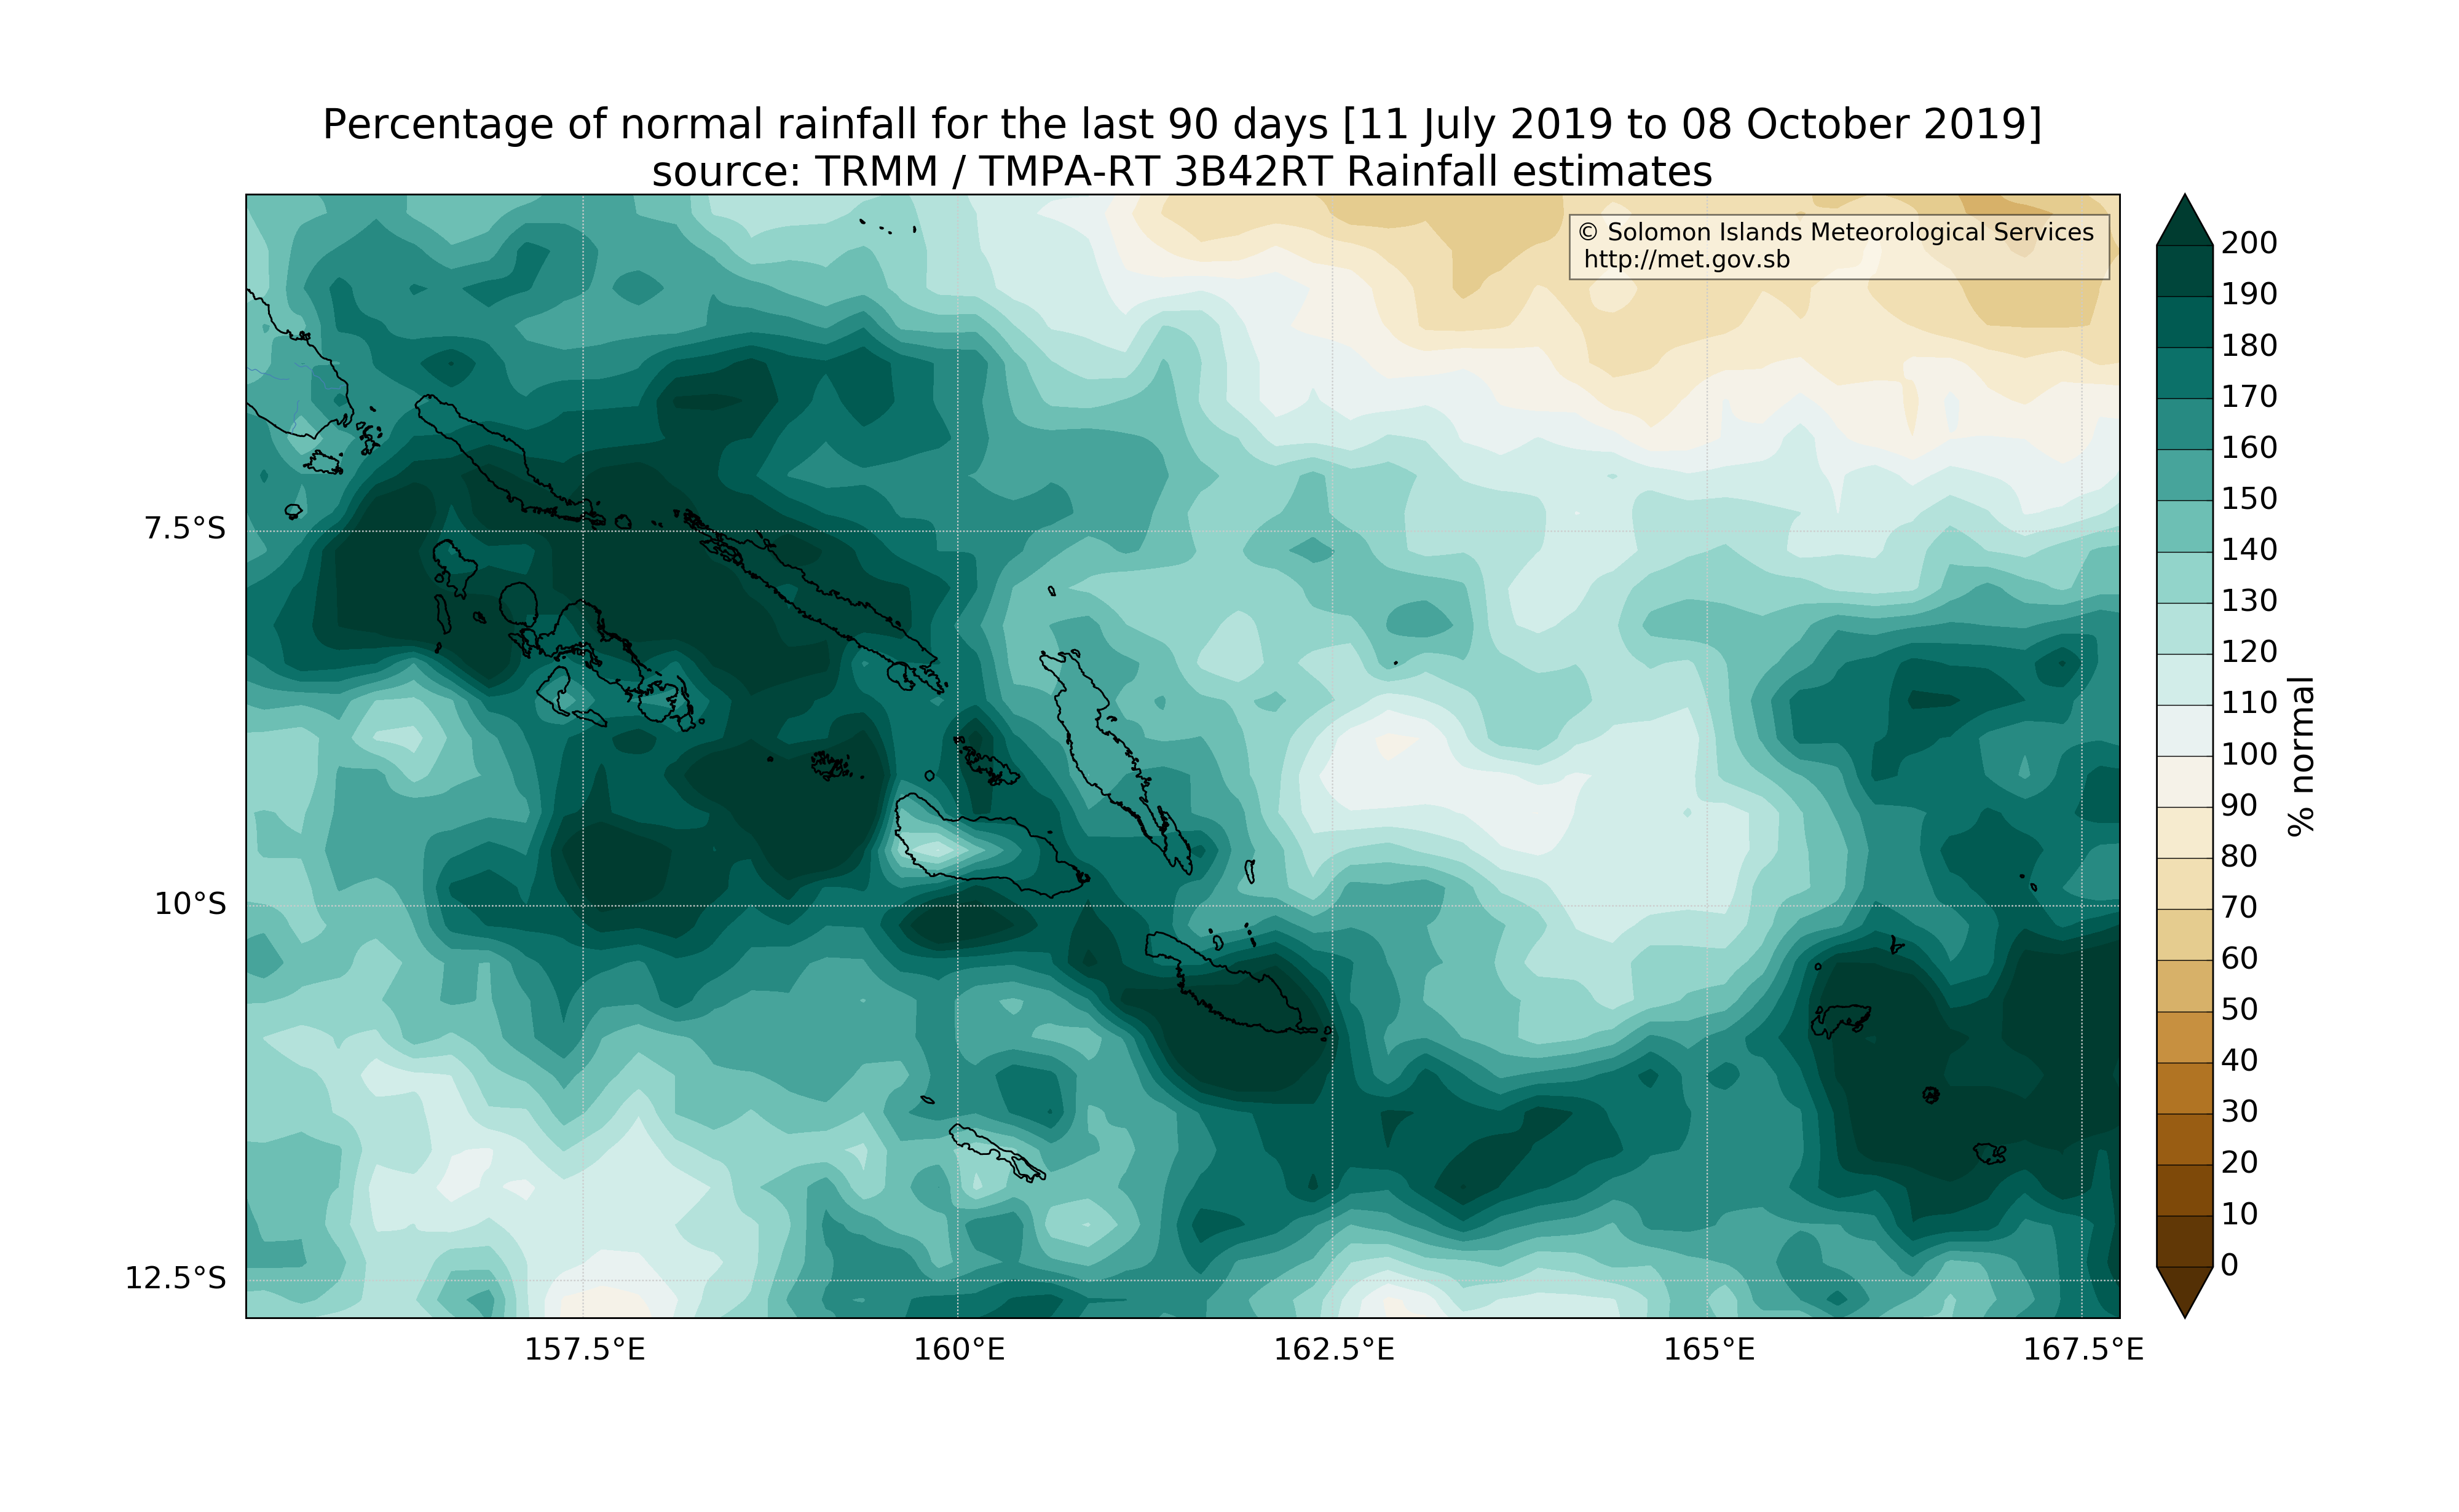 Percentage of normal rainfall for the last 90 days [11 July 2019 to 08 October 2019]
source: TRMM / TMPA-RT 3B42RT Rainfall estimates
© Solomon Islands Meteorological Services
http://met.gov.sb
7.5°S
10°S
12.5°S
157.5°E
160°E
162.5°E
165°E
167.5°E
200
190
180
170
160
150
140
130
120
110
100
90
80
70
60
50
40
30
20
10
0
% normal